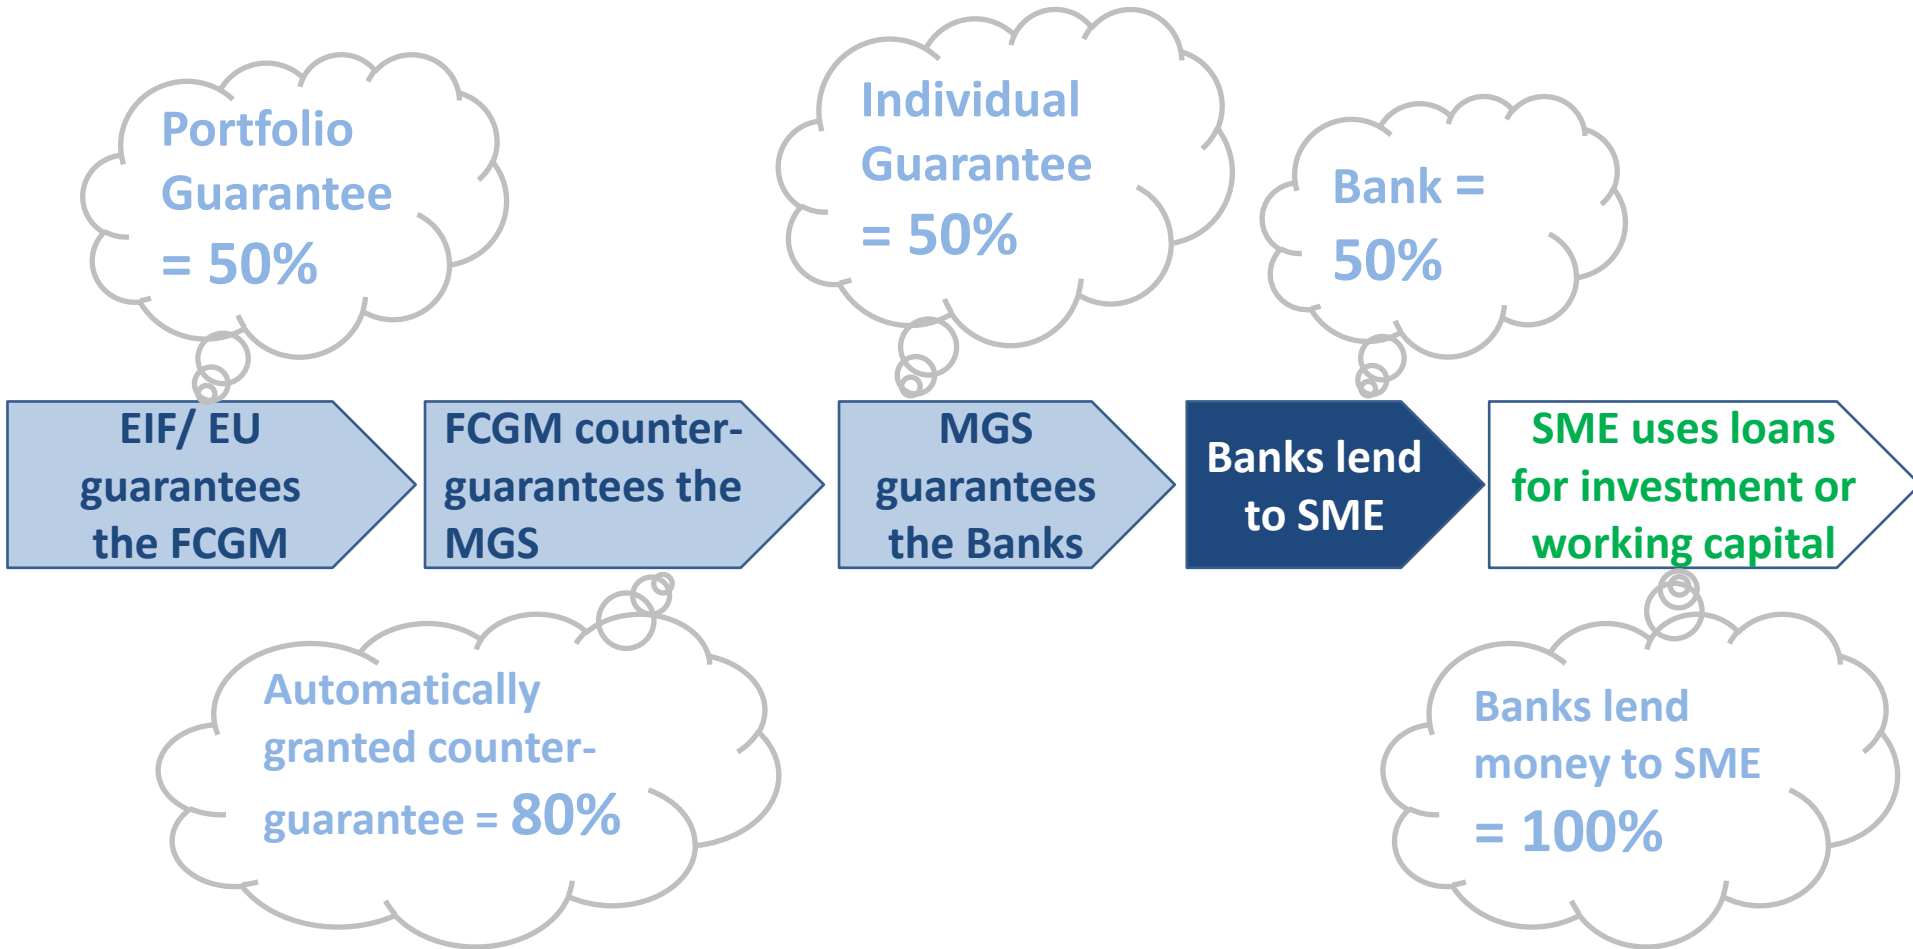 Portfolio
Guarantee
= 50%
Individual
Guarantee
= 50%
Bank =
50%
EIF/ EU
guarantees
the FCGM
FCGM counter-
guarantees the
MGS
MGS
guarantees
the Banks
Banks lend
to SME
SME uses loans
for investment or
working capital
Automatically
granted counter-
guarantee = 80%
Banks lend
money to SME
= 100%